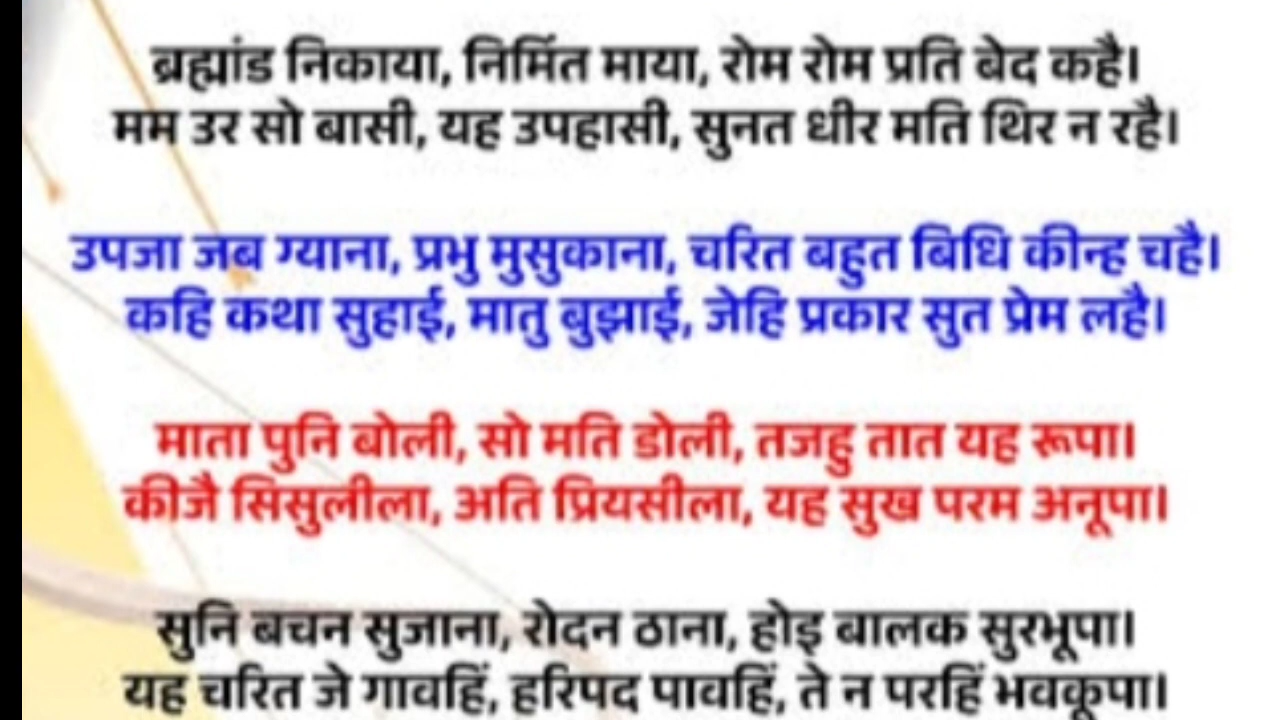 ब्रह्मांड निकाया, निर्मित माया, रोम रोम प्रति बेद कहै।
मम उर सो बासी, यह उपहासी, सुनत धीर मति थिर न रहै।
उपजा जब ग्याना, प्रभु मुसुकाना, चरित बहुत बिधि कीन्ह चहै।
कहि कथा सुहाई, मातु बुझाई, जेहि प्रकार सुत प्रेम लहै।
माता पुनि बोली, सो मति डोली, तजहु तात यह रूपा।
कीजै सिसुलीला, अति प्रियसीला, यह सुख परम अनूपा।
सुनि बचन सुजाना, रोदन ठाना, होइ बालक सुरभूपा।
यह चरित जे गावहिं, हरिपद पावहिं, ते न परहिं भवकूपा।